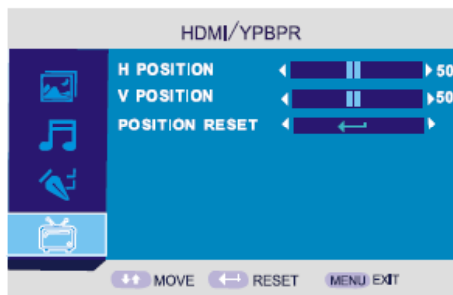 HDMI/YPBPR
H POSITION 50
V POSITION 50
POSITION RESET
MOVE RESET MENU EXIT